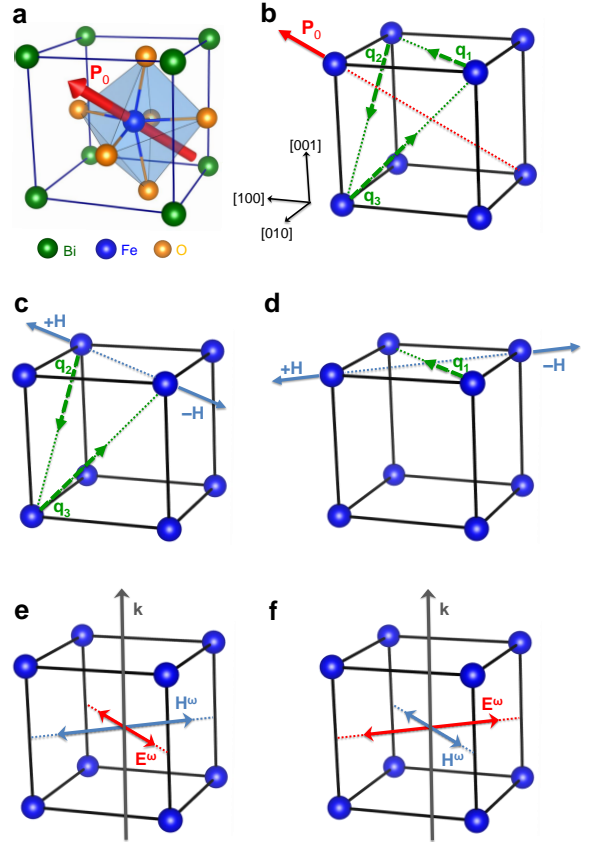 a
P₀
Bi Fe O
b
P₀
q₁
q₂
q₃
[001]
[100]
[010]
c
+H
q₂
–H
q₃
d
+H
q₁
–H
e
k
Hω
Eω
f
k
Eω
Hω